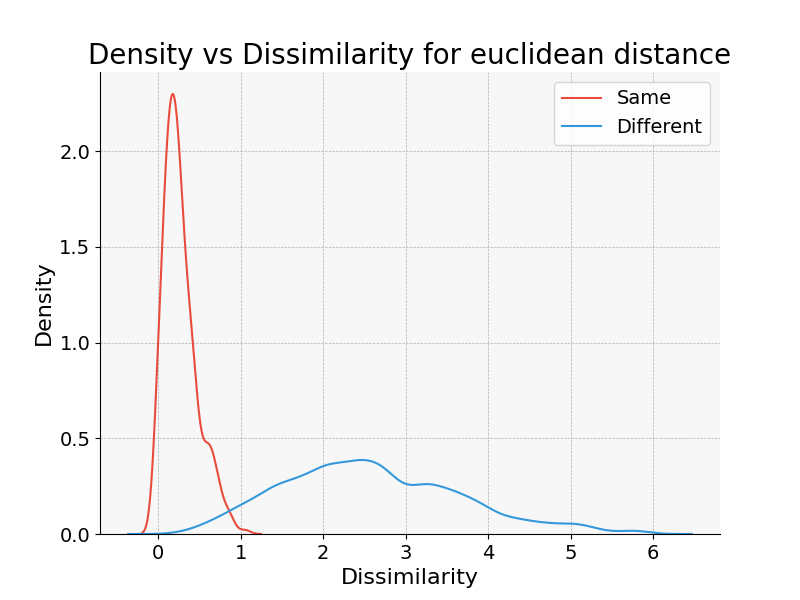 Density vs Dissimilarity for euclidean distance
Same
Different
2.0
1.5
1.0
0.5
0.0
Density
0 1 2 3 4 5 6
Dissimilarity